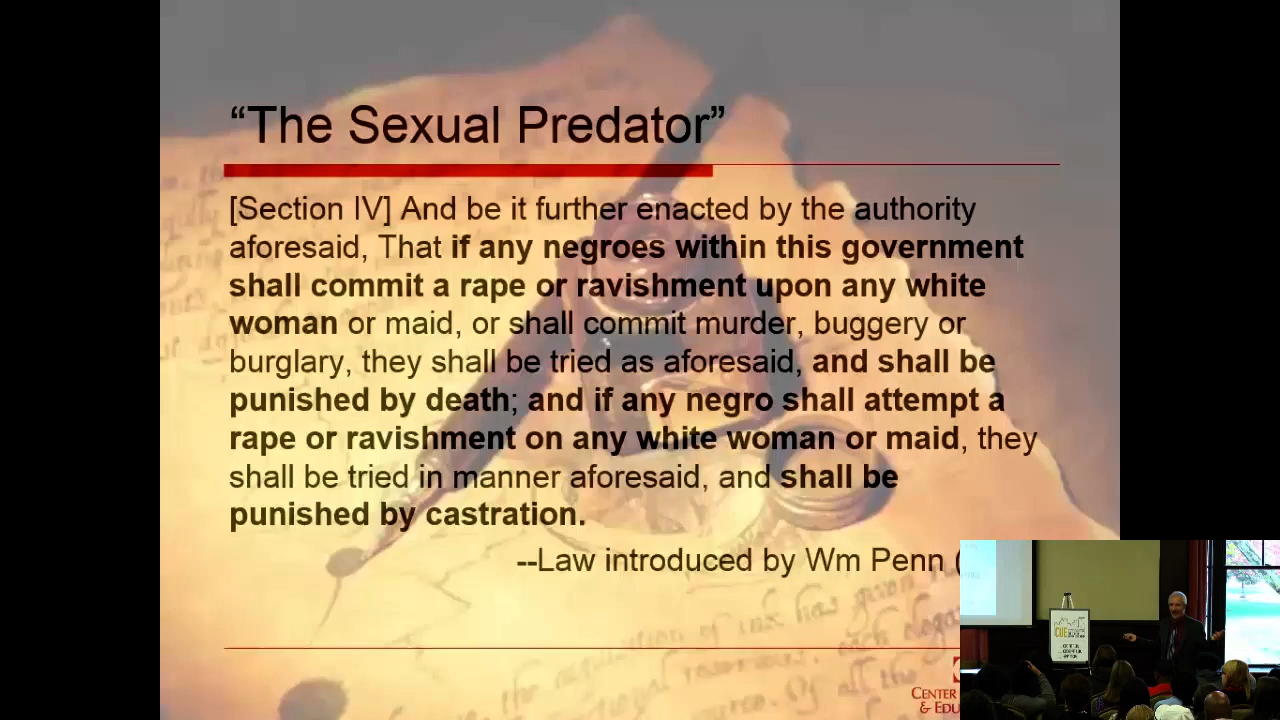 “The Sexual Predator”
[Section IV] And be it further enacted by the authority
aforesaid, That if any negroes within this government
shall commit a rape or ravishment upon any white
woman or maid, or shall commit murder, buggery or
burglary, they shall be tried as aforesaid, and shall be
punished by death; and if any negro shall attempt a
rape or ravishment on any white woman or maid, they
shall be tried in manner aforesaid, and shall be
punished by castration.
--Law introduced by Wm Penn (
CENTER
& EDU
CUE